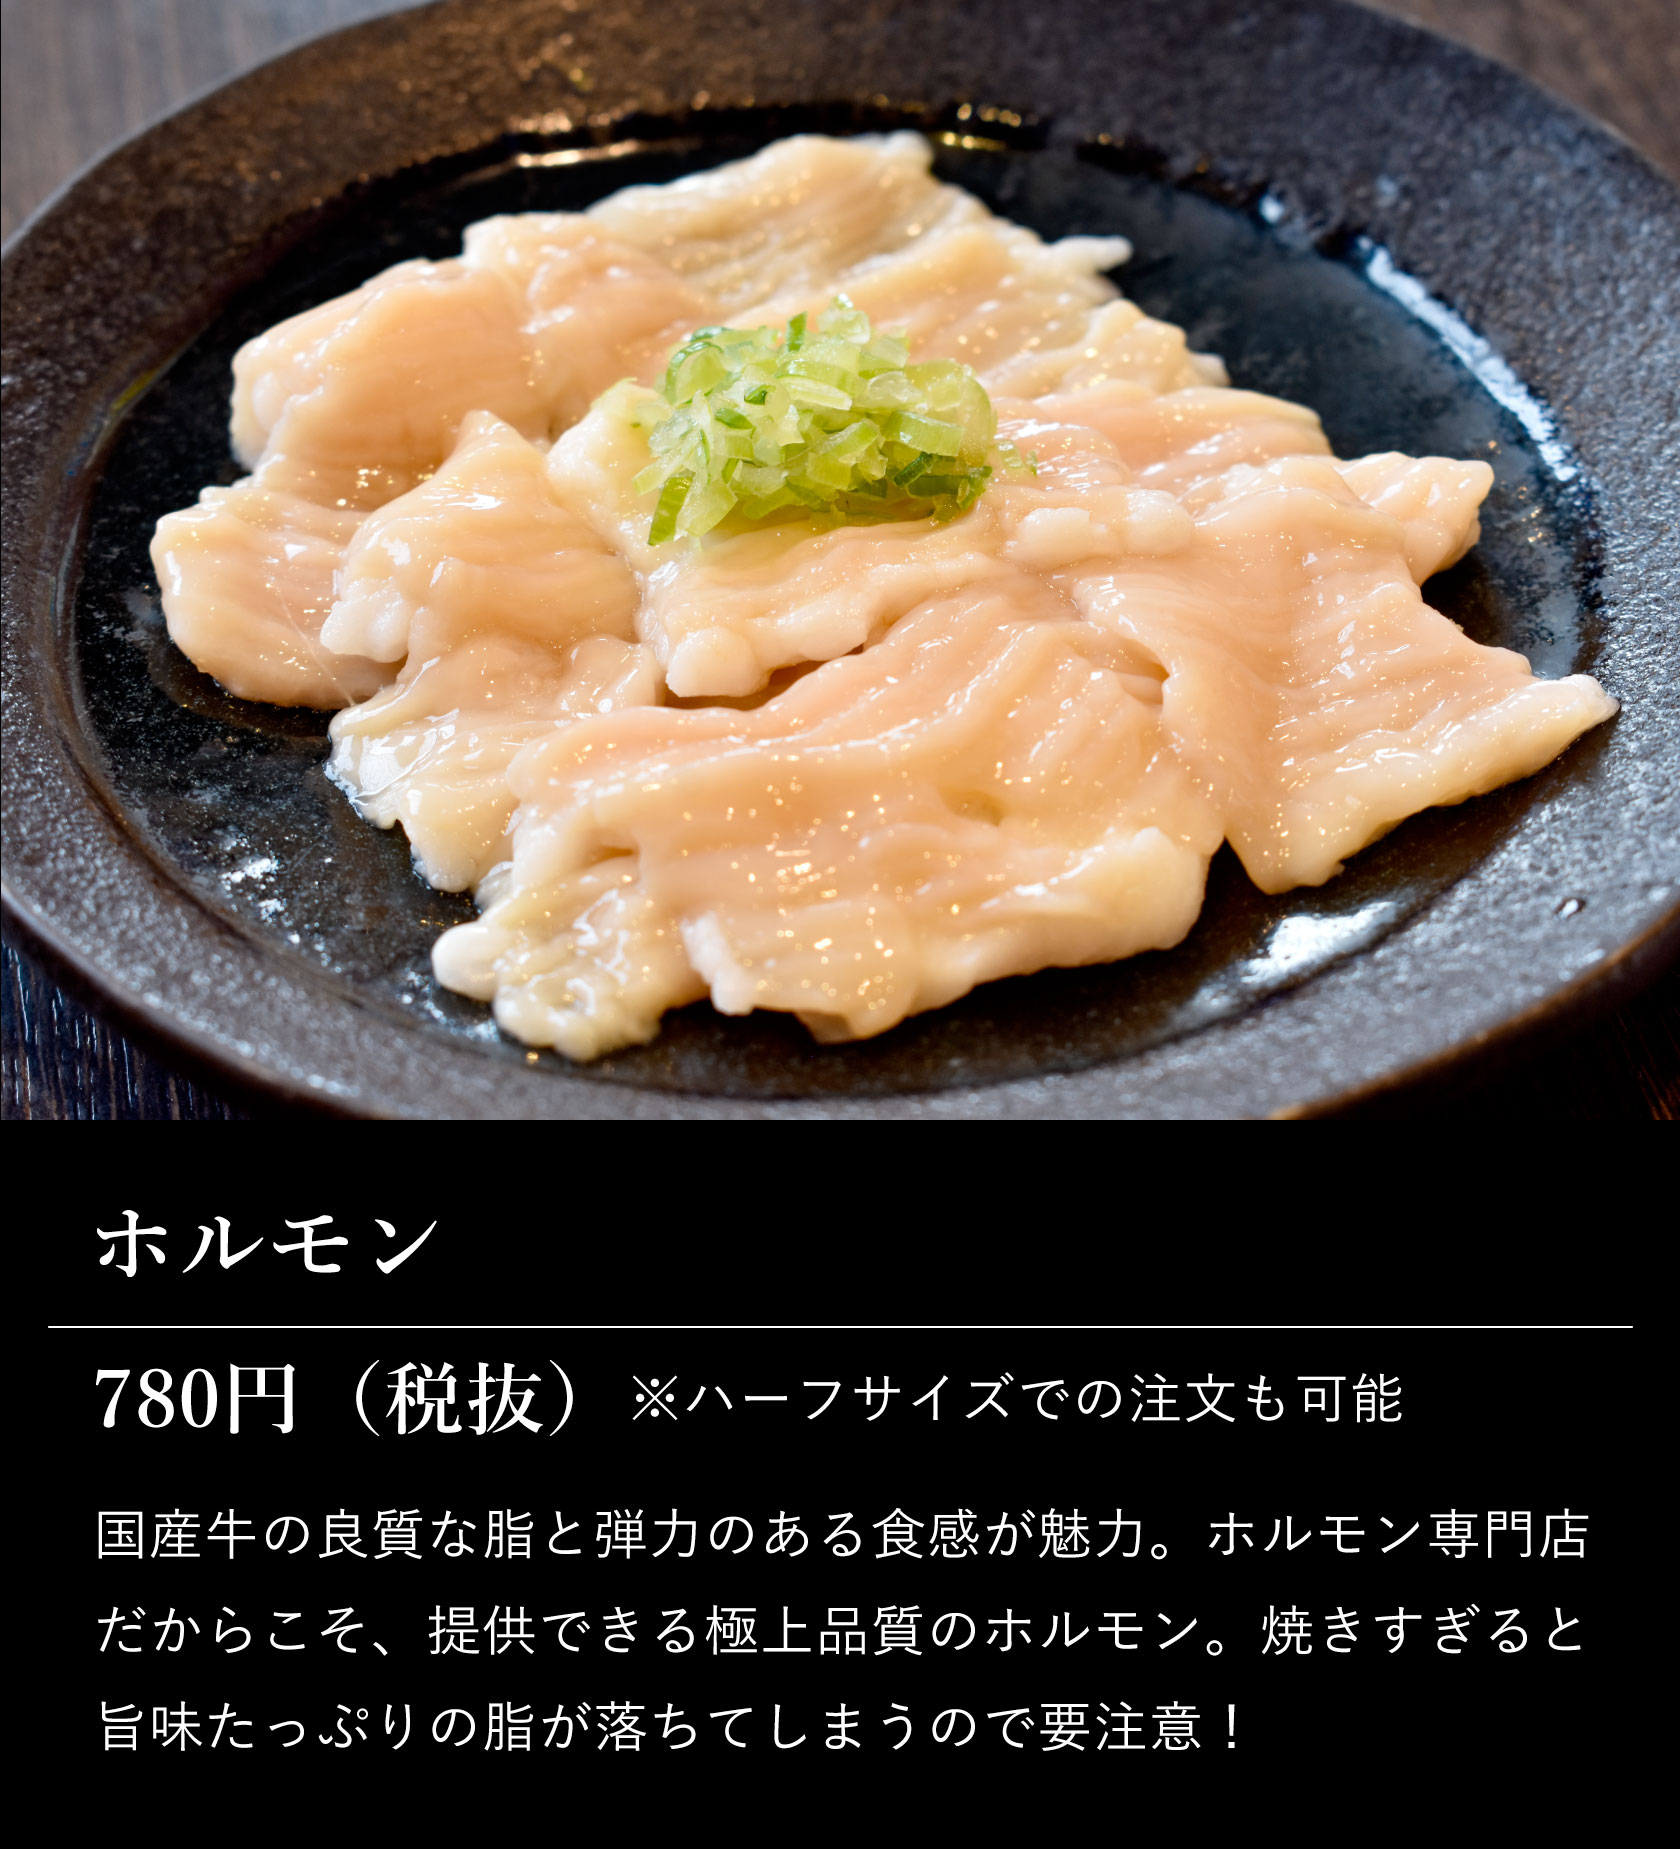 ホルモン
780円（税抜）※ハーフサイズでの注文も可能
国産牛の良質な脂と弾力のある食感が魅力。ホルモン専門店
だからこそ、提供できる極上品質のホルモン。焼きすぎると
旨味たっぷりの脂が落ちてしまうので要注意！